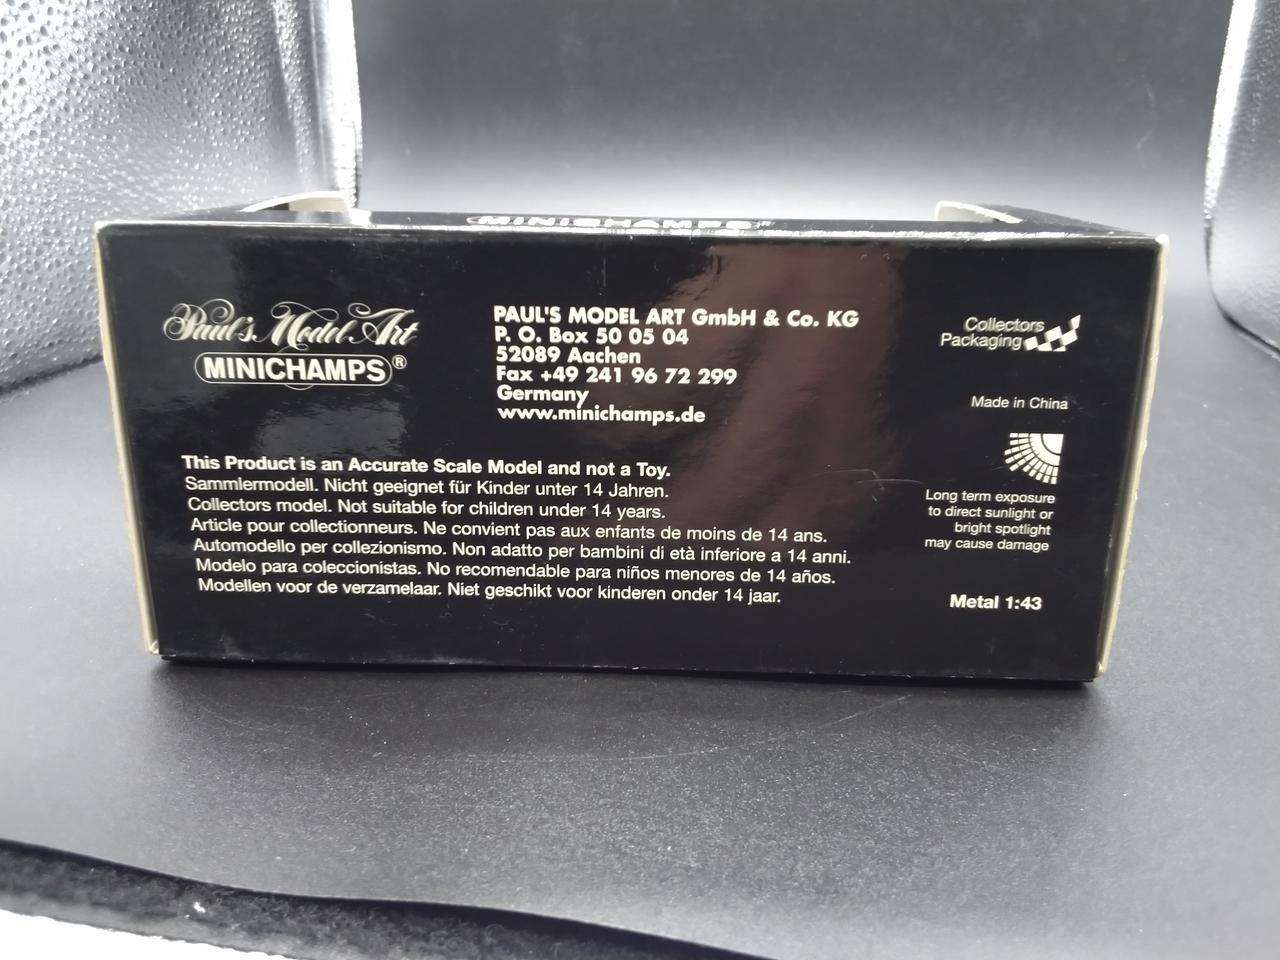 MINICHAMPS®
Paul's Model Art
MINICHAMPS®
PAUL'S MODEL ART GmbH & Co. KG
P. O. Box 50 05 04
52089 Aachen
Fax +49 241 96 72 299
Germany
www.minichamps.de
Collectors
Packaging
Made in China
This Product is an Accurate Scale Model and not a Toy.
Sammlermodell. Nicht geeignet für Kinder unter 14 Jahren.
Collectors model. Not suitable for children under 14 years.
Article pour collectionneurs. Ne convient pas aux enfants de moins de 14 ans.
Automodello per collezionismo. Non adatto per bambini di età inferiore a 14 anni.
Modelo para coleccionistas. No recomendable para niños menores de 14 años.
Modellen voor de verzamelaar. Niet geschikt voor kinderen onder 14 jaar.
Long term exposure
to direct sunlight or
bright spotlight
may cause damage
Metal 1:43